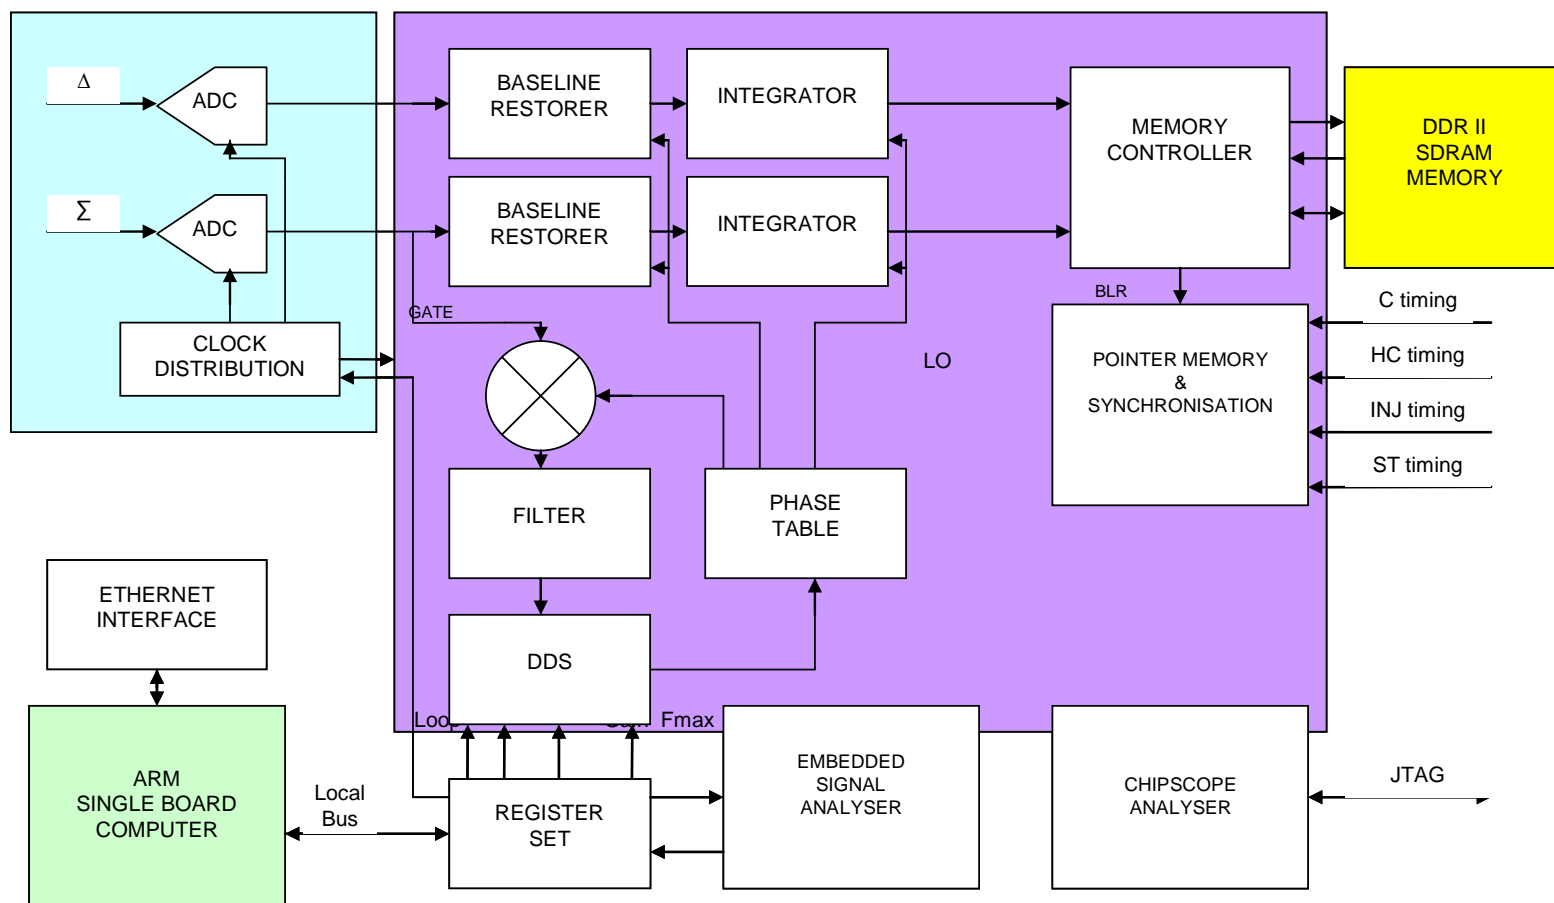 Δ
ADC
BASELINE
RESTORER
INTEGRATOR
MEMORY
CONTROLLER
DDR II
SDRAM
MEMORY
Σ
ADC
BASELINE
RESTORER
INTEGRATOR
BLR
C timing
GATE
CLOCK
DISTRIBUTION
LO
POINTER MEMORY
&
SYNCHRONISATION
HC timing
INJ timing
ST timing
FILTER
PHASE
TABLE
ETHERNET
INTERFACE
DDS
Loop
Fmax
ARM
SINGLE BOARD
COMPUTER
Local
Bus
REGISTER
SET
EMBEDDED
SIGNAL
ANALYSER
CHIPSCOPE
ANALYSER
JTAG